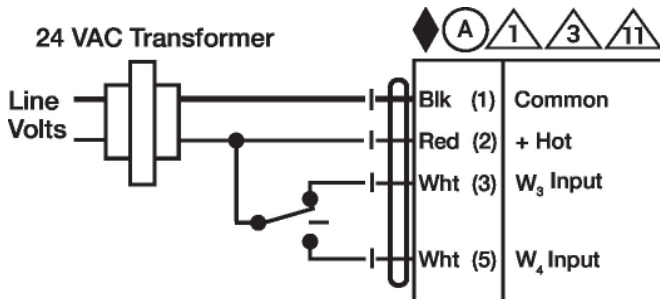 24 VAC Transformer
A 1 3 11
Line
Volts
Blk (1) Common
Red (2) + Hot
Wht (3) W₃ Input
Wht (5) W₄ Input